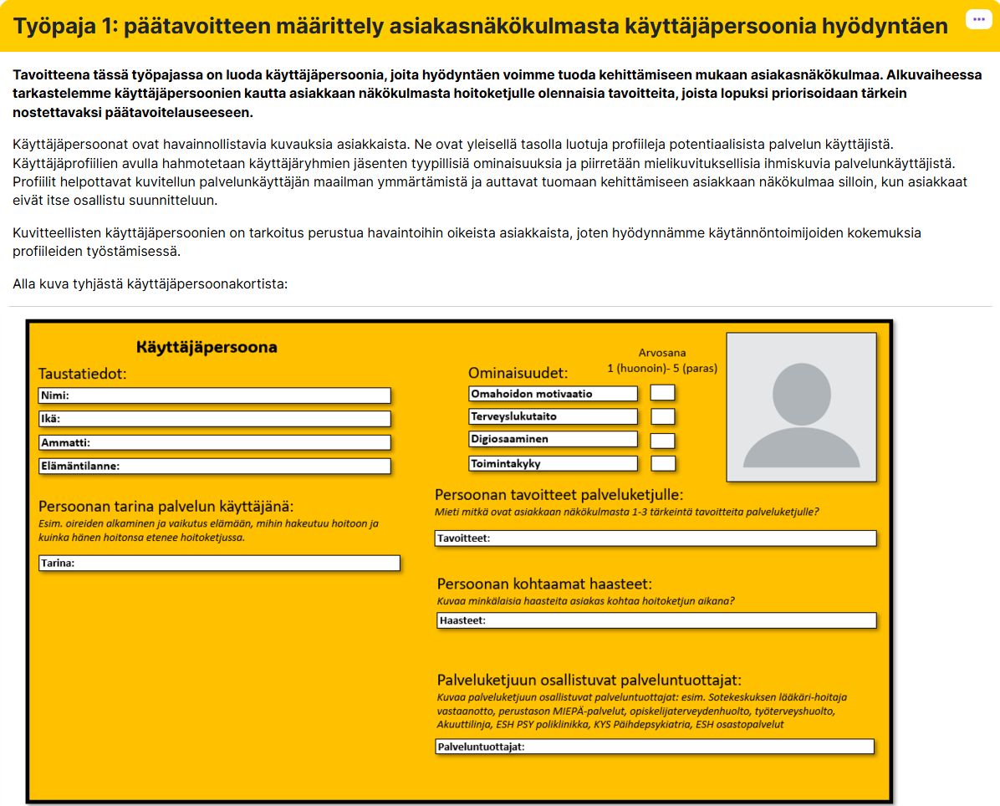 Työpaja 1: päätavoitteen määrittely asiakasnäkökulmasta käyttäjäpersoonia hyödyntäen
Tavoitteena tässä työpajassa on luoda käyttäjäpersoonia, joita hyödyntäen voimme tuoda kehittämiseen mukaan asiakasnäkökulmaa. Alkuvaiheessa
tarkastelemme käyttäjäpersoonien kautta asiakkaan näkökulmasta hoitoketjulle olennaisia tavoitteita, joista lopuksi priorisoidaan tärkein
nostettavaksi päätavoitelauseeseen.
Käyttäjäpersoonat ovat havainnollistavia kuvauksia asiakkaista. Ne ovat yleisellä tasolla luotuja profiileja potentiaalisista palvelun käyttäjistä.
Käyttäjäprofiilien avulla hahmotetaan käyttäjäryhmien jäsenten tyypillisiä ominaisuuksia ja piirretään mielikuvituksellisia ihmiskuvia palvelunkäyttäjistä.
Profiilit helpottavat kuvitellun palvelunkäyttäjän maailman ymmärtämistä ja auttavat tuomaan kehittämiseen asiakkaan näkökulmaa silloin, kun asiakkaat
eivät itse osallistu suunnitteluun.
Kuvitteellisten käyttäjäpersoonien on tarkoitus perustua havaintoihin oikeista asiakkaista, joten hyödynnämme käytännöntoimijoiden kokemuksia
profiileiden työstämisessä.
Alla kuva tyhjästä käyttäjäpersoonakortista:
Käyttäjäpersoona
Taustatiedot:
Nimi:
Ikä:
Ammatti:
Elämäntilanne:
Persoonan tarina palvelun käyttäjänä:
Esim. oireiden alkaminen ja vaikutus elämään, mihin hakeutuu hoitoon ja
kuinka hänen hoitonsa etenee hoitoketjussa.
Tarina:
Ominaisuudet:
Arvosana
1 (huonoin)- 5 (paras)
Omahoidon motivaatio
Terveyslukutaito
Digiosaaminen
Toimintakyky
Persoonan tavoitteet palveluketjulle:
Mieti mitkä ovat asiakkaan näkökulmasta 1-3 tärkeintä tavoitteita palveluketjulle?
Tavoitteet:
Persoonan kohtaamat haasteet:
Kuvaa minkälaisia haasteita asiakas kohtaa hoitoketjun aikana?
Haasteet:
Palveluketjuun osallistuvat palveluntuottajat:
Kuvaa palveluketjuun osallistuvat palveluntuottajat: esim. Sotekeskuksen lääkäri-hoitaja
vastaanotto, perustason MIEPÄ-palvelut, opiskelijaterveydenhuolto, työterveyshuolto,
Akuuttilinja, ESH PSY poliklinikka, KYS Päihdepsykiatria, ESH osastopalvelut
Palveluntuottajat: